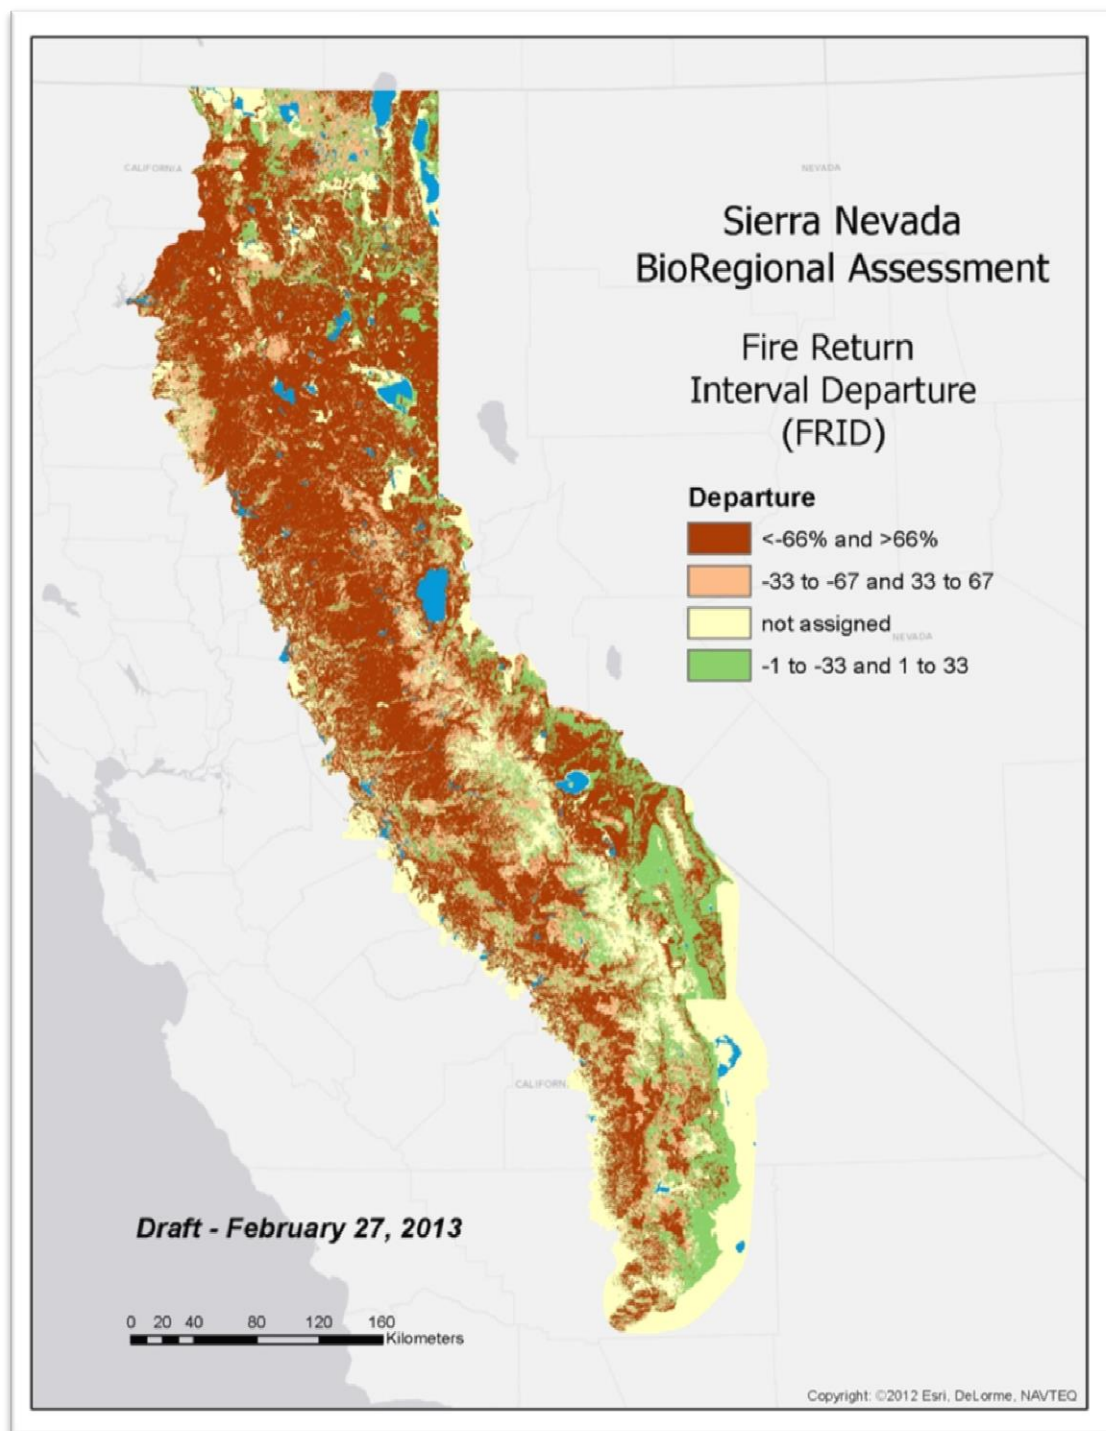 CALIFORNIA
NEVADA
Sierra Nevada
BioRegional Assessment
Fire Return
Interval Departure
(FRID)
Departure
<-66% and >66%
-33 to -67 and 33 to 67
not assigned
NEVADA
-1 to -33 and 1 to 33
CALIFORN
Draft - February 27, 2013
0 20 40 80 120 160
Kilometers
Copyright: ©2012 Esri, DeLorme, NAVTEQ